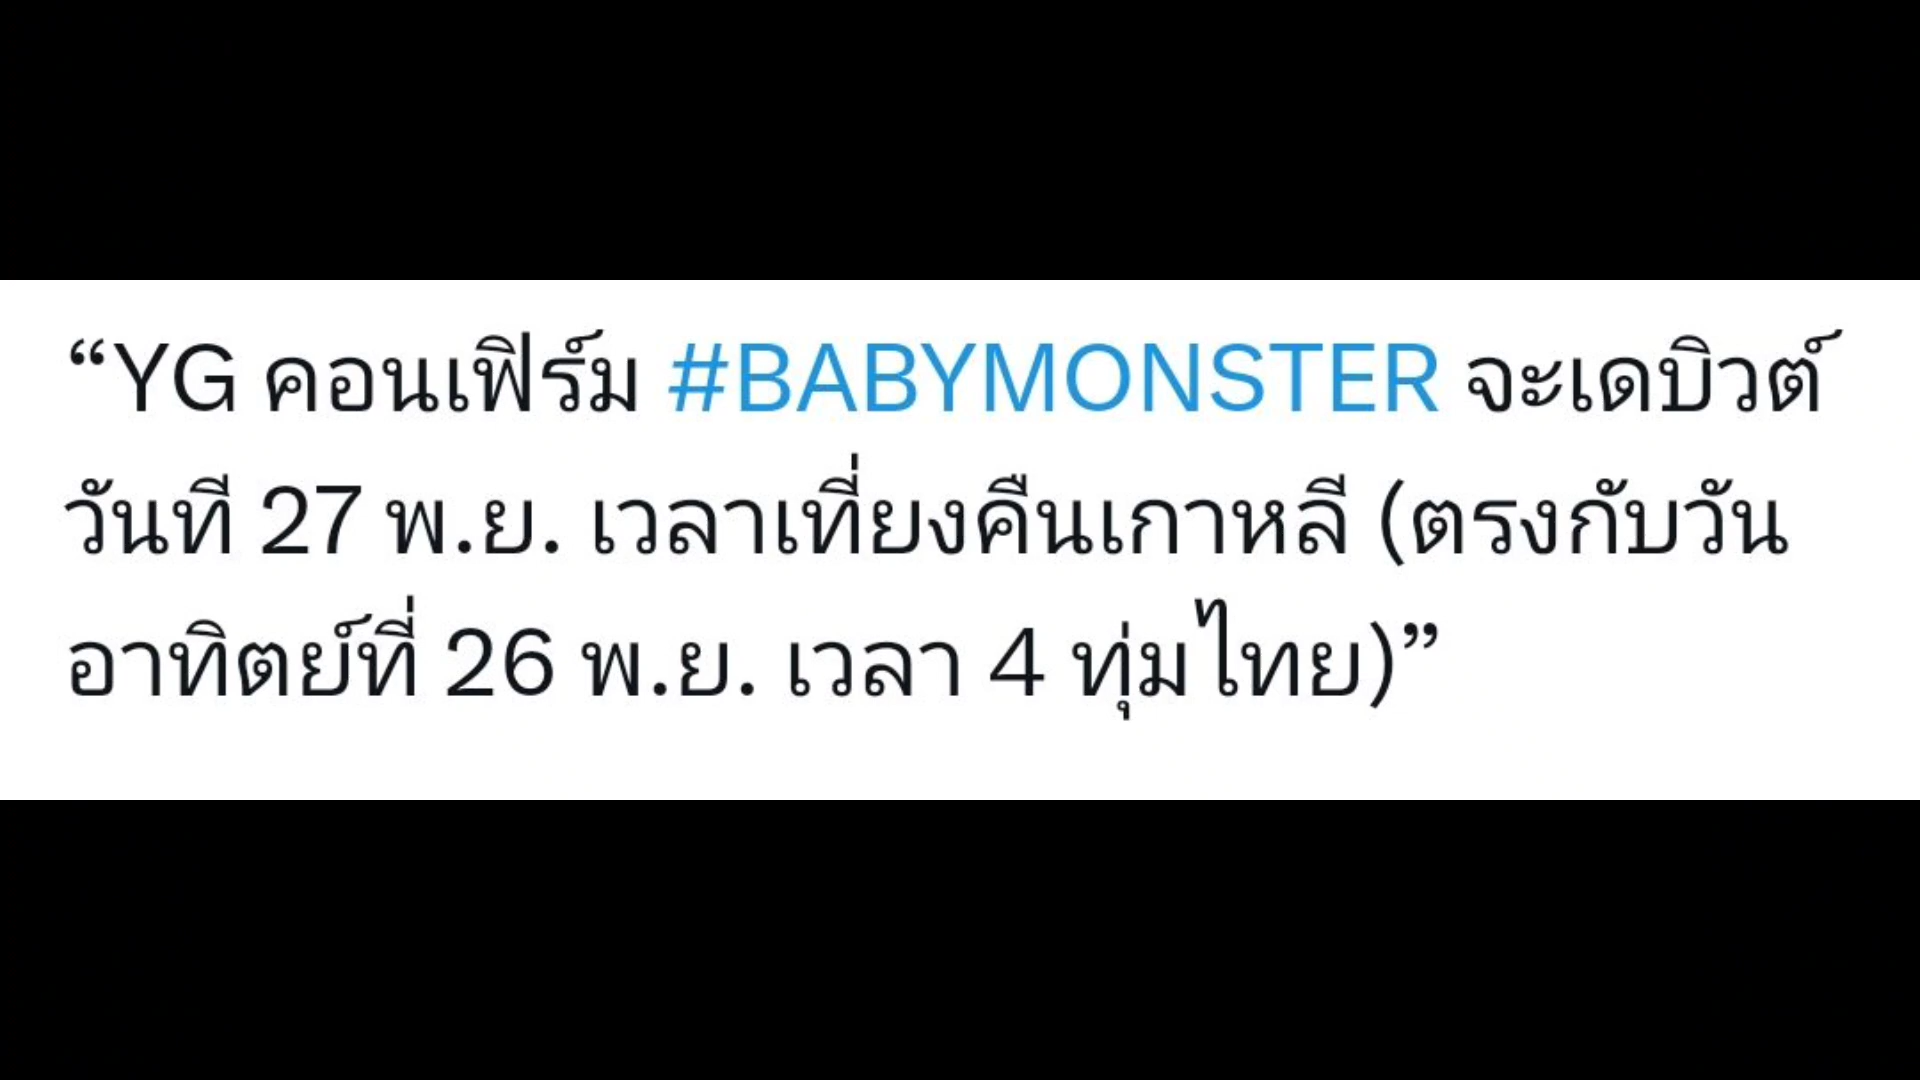 “YG คอนเฟิร์ม #BABYMONSTER จะเดบิวต์
วันที 27 พ.ย. เวลาเที่ยงคืนเกาหลี (ตรงกับวัน
อาทิตย์ที่ 26 พ.ย. เวลา 4 ทุ่มไทย)”